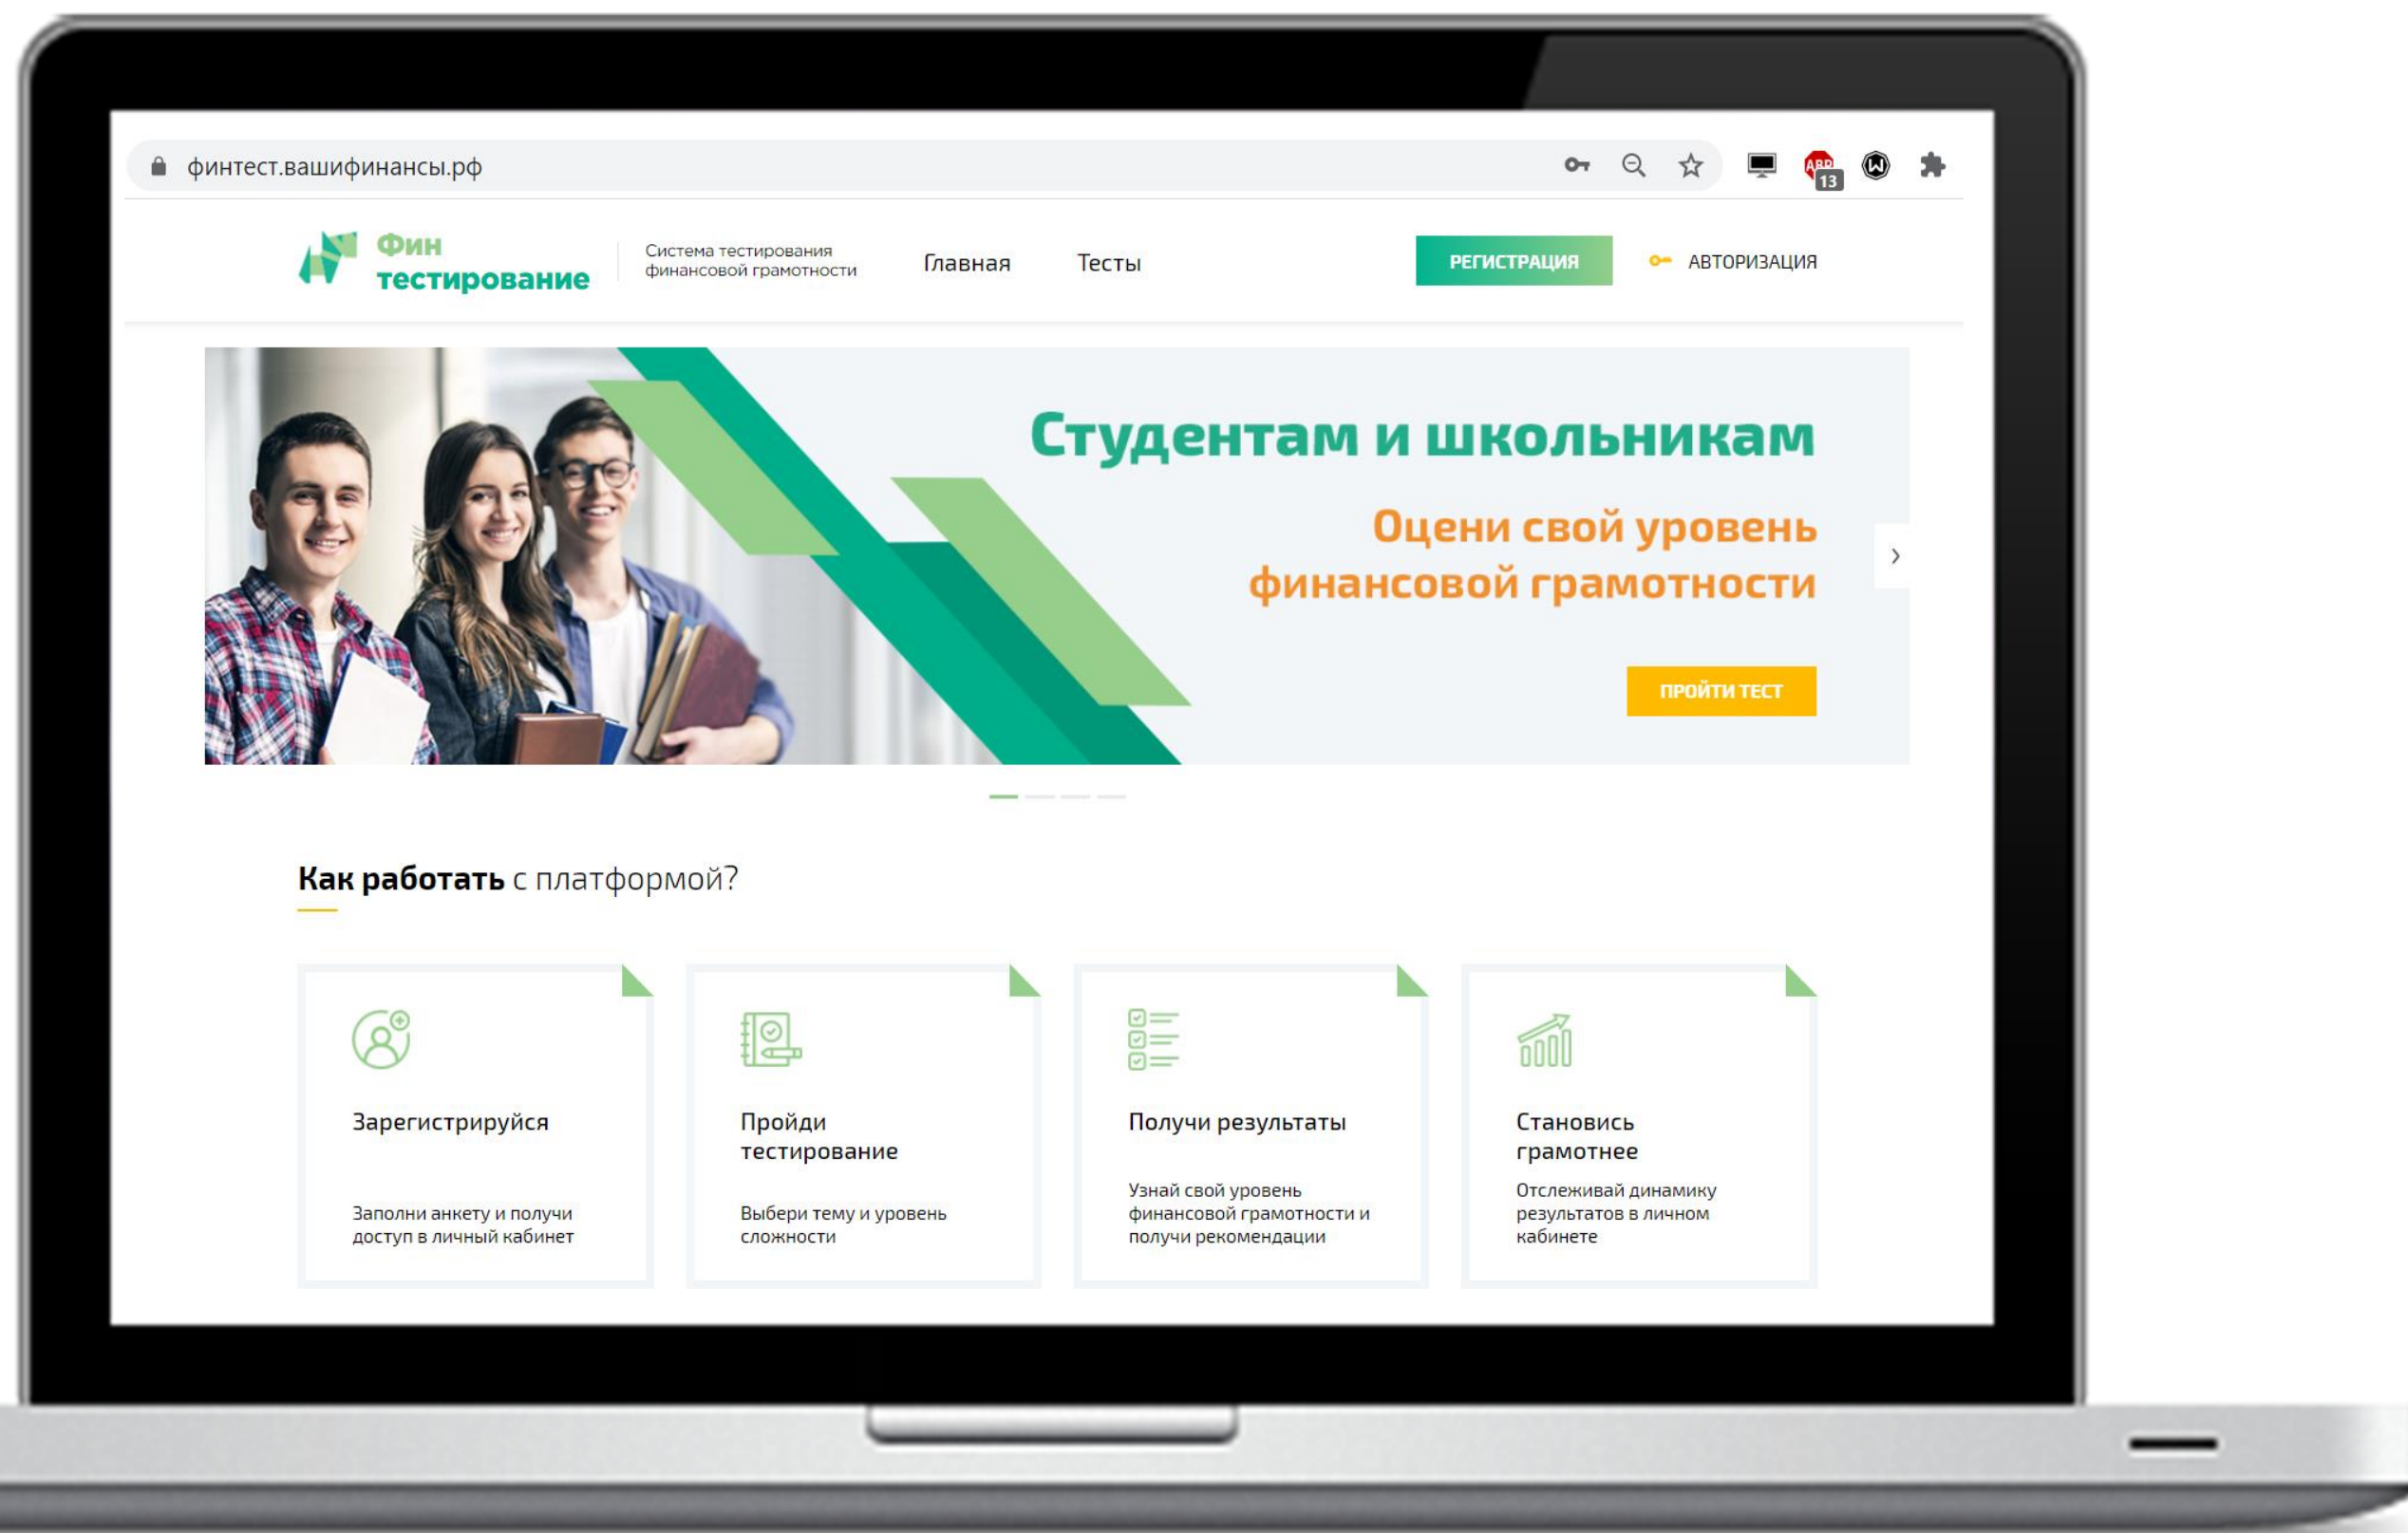 финтест.вашифинансы.рф
ABP
13
W
Фин
тестирование
Система тестирования
финансовой грамотности
Главная
Тесты
РЕГИСТРАЦИЯ
АВТОРИЗАЦИЯ
Студентам и школьникам
Оцени свой уровень
финансовой грамотности
ПРОЙТИ ТЕСТ
Как работать с платформой?
Зарегистрируйся
Заполни анкету и получи
доступ в личный кабинет
Пройди
тестирование
Выбери тему и уровень
сложности
Получи результаты
Узнай свой уровень
финансовой грамотности и
получи рекомендации
Становись
грамотнее
Отслеживай динамику
результатов в личном
кабинете